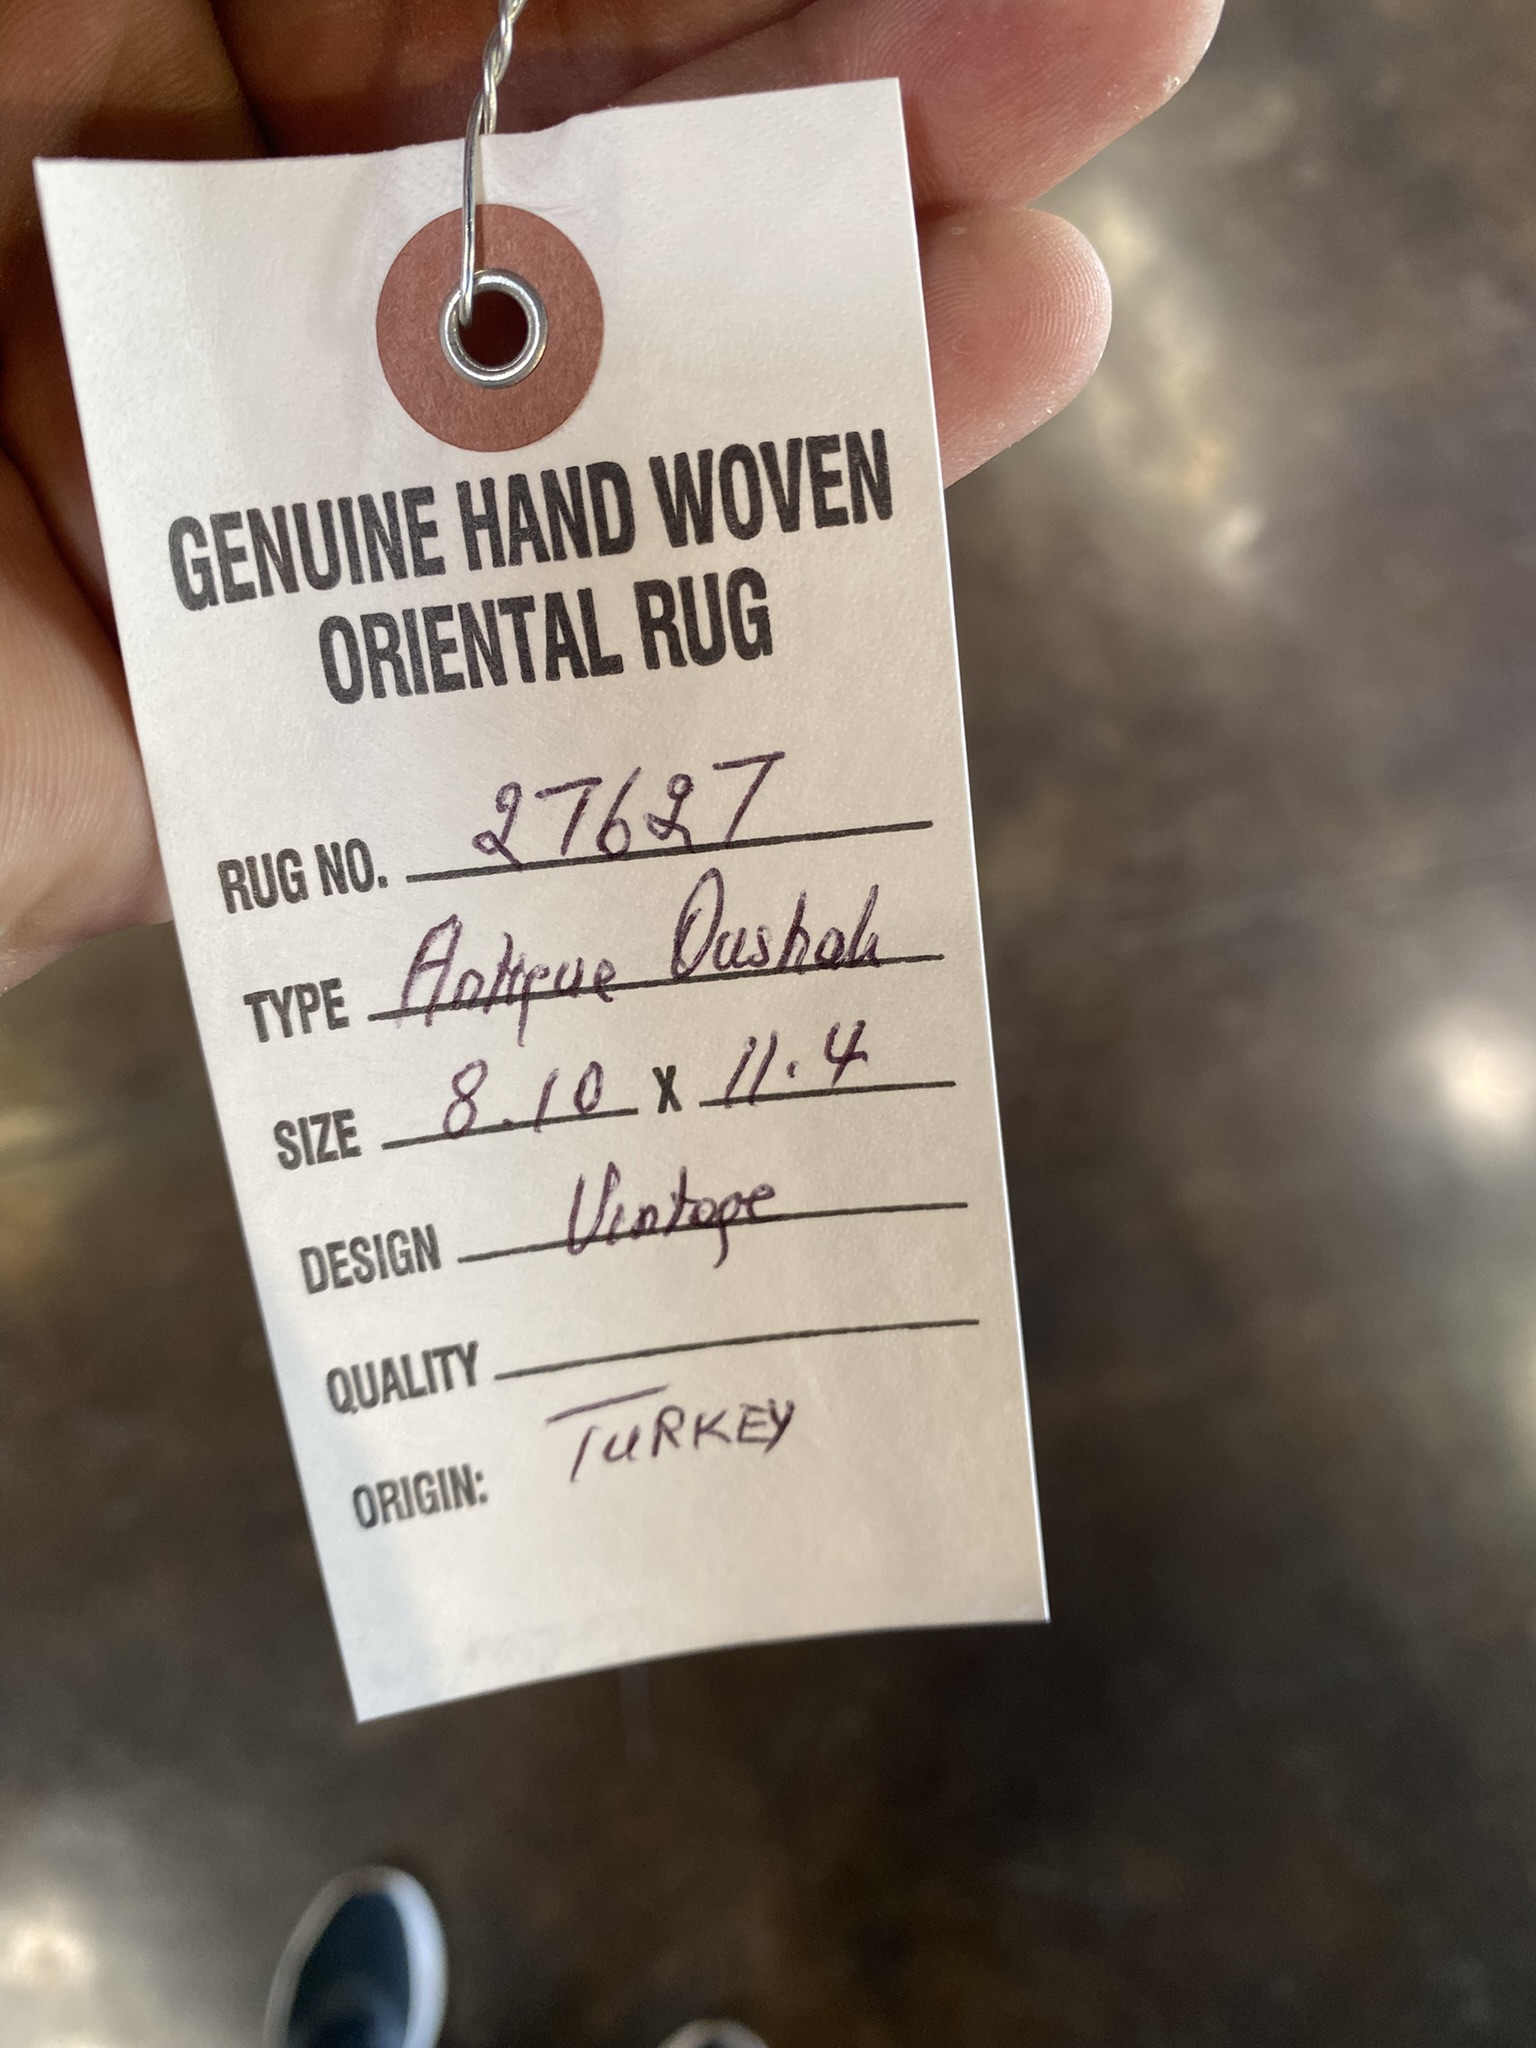 GENUINE HAND WOVEN
ORIENTAL RUG
RUG NO. 27627
TYPE Antique Oushak
SIZE 8.10 X 11.4
DESIGN Vintage
QUALITY
ORIGIN: TURKEY